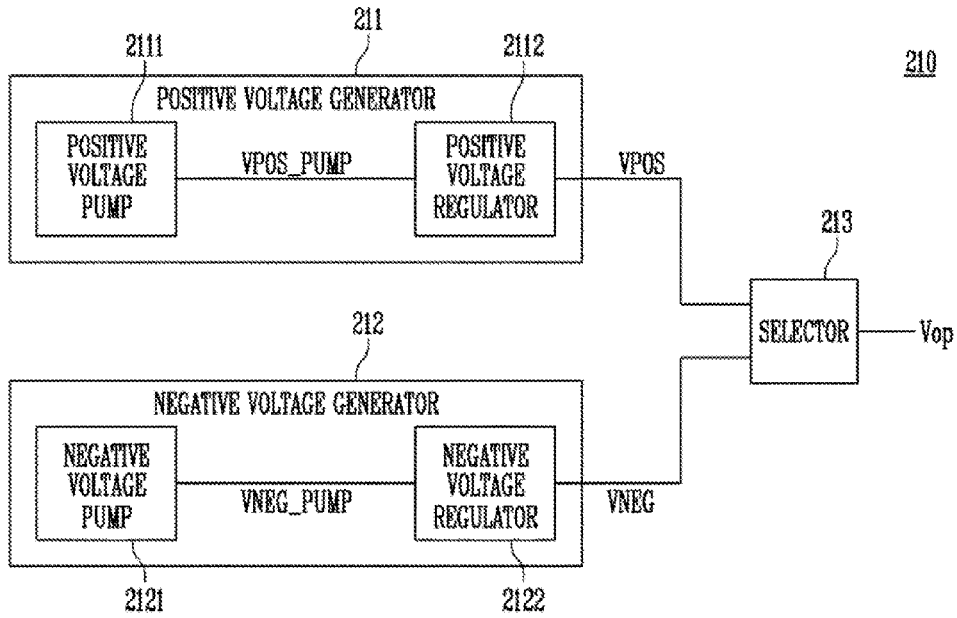 211
2111
2112
210
POSITIVE VOLTAGE GENERATOR
POSITIVE
VOLTAGE
PUMP
VPOS_PUMP
POSITIVE
VOLTAGE
REGULATOR
VPOS
213
SELECTOR
Vop
212
NEGATIVE VOLTAGE GENERATOR
NEGATIVE
VOLTAGE
PUMP
VNEG_PUMP
NEGATIVE
VOLTAGE
REGULATOR
VNEG
2121
2122